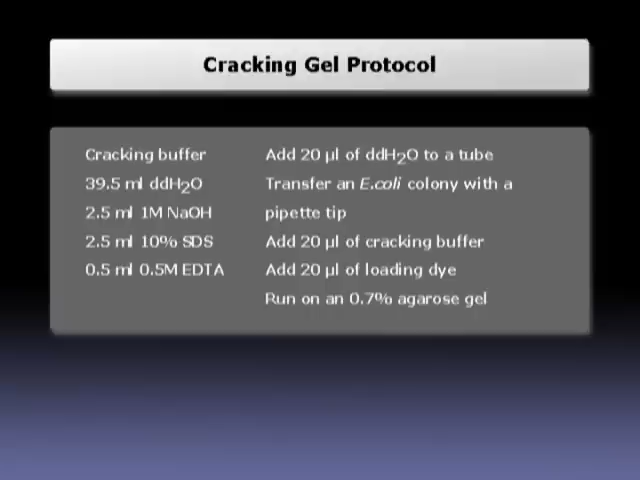 Cracking Gel Protocol
Cracking buffer
39.5 ml ddH2O
2.5 ml 1M NaOH
2.5 ml 10% SDS
0.5 ml 0.5M EDTA
Add 20 µl of ddH2O to a tube
Transfer an E.coli colony with a
pipette tip
Add 20 µl of cracking buffer
Add 20 µl of loading dye
Run on an 0.7% agarose gel